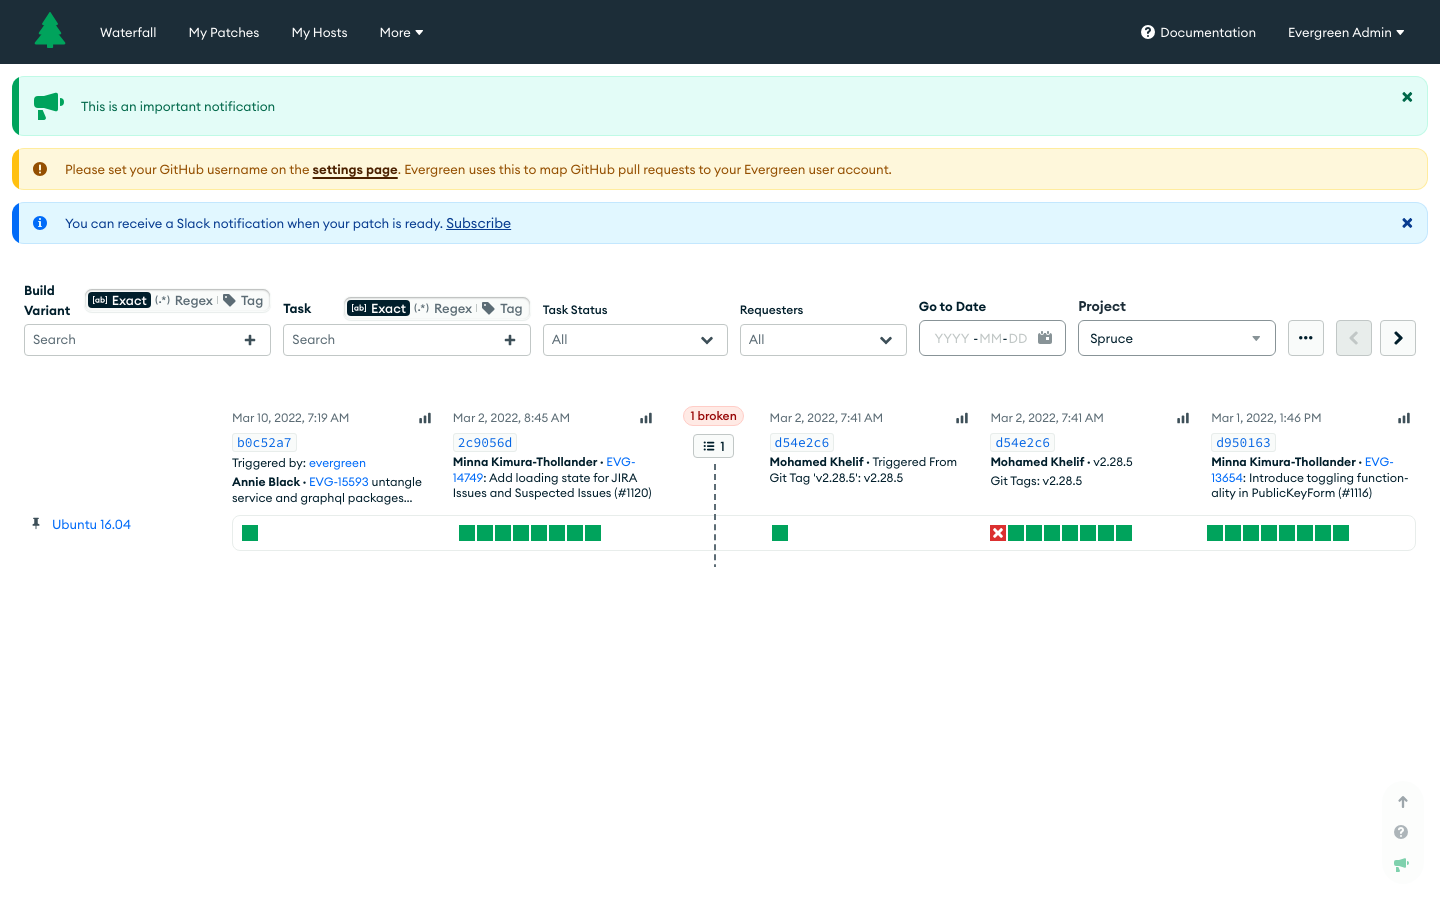 Waterfall My Patches My Hosts More Documentation Evergreen Admin
This is an important notification
Please set your GitHub username on the settings page. Evergreen uses this to map GitHub pull requests to your Evergreen user account.
You can receive a Slack notification when your patch is ready. Subscribe
Build
Variant
[ab] Exact (.*) Regex Tag
Search
Task
[ab] Exact (.*) Regex Tag
Search
Task Status
All
Requesters
All
Go to Date
YYYY -MM-DD
Project
Spruce
Mar 10, 2022, 7:19 AM
b0c52a7
Triggered by: evergreen
Annie Black • EVG-15593 untangle
service and graphql packages...
Mar 2, 2022, 8:45 AM
2c9056d
Minna Kimura-Thollander • EVG-
14749: Add loading state for JIRA
Issues and Suspected Issues (#1120)
1 broken
1
Mar 2, 2022, 7:41 AM
d54e2c6
Mohamed Khelif • Triggered From
Git Tag 'v2.28.5': v2.28.5
Mar 2, 2022, 7:41 AM
d54e2c6
Mohamed Khelif • v2.28.5
Git Tags: v2.28.5
Mar 1, 2022, 1:46 PM
d950163
Minna Kimura-Thollander • EVG-
13654: Introduce toggling function-
ality in PublicKeyForm (#1116)
Ubuntu 16.04